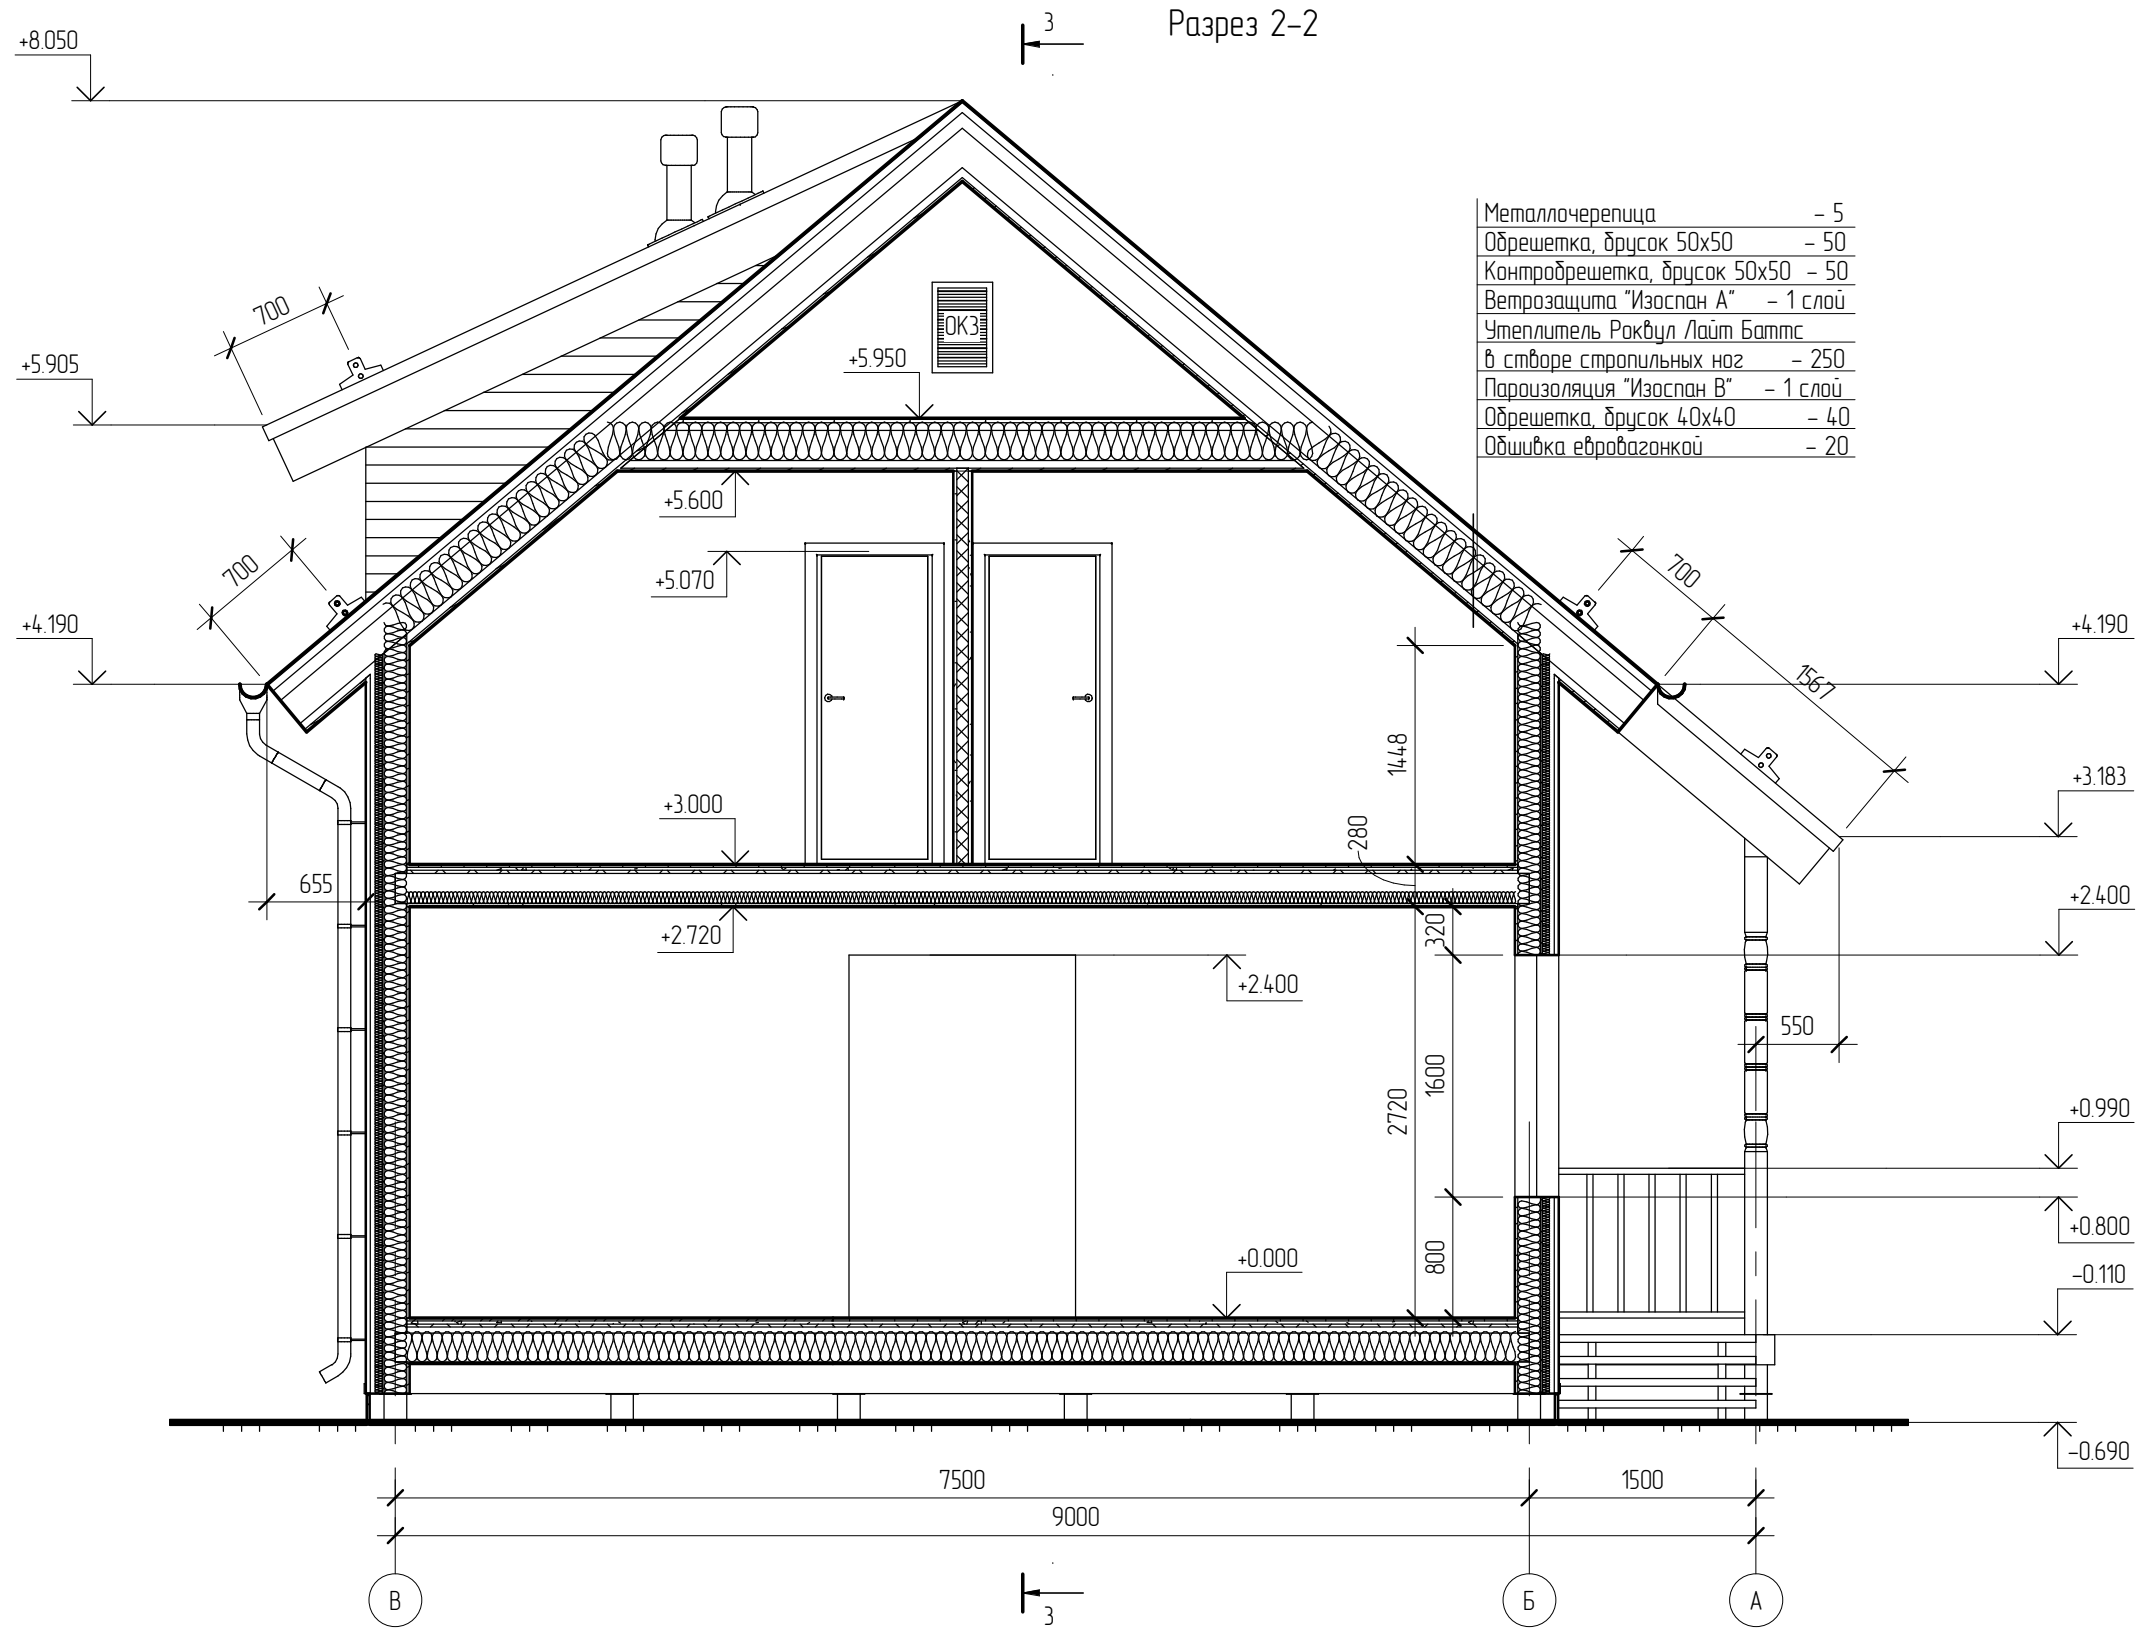 Разрез 2-2
3
+8.050
Металлочерепица - 5
Обрешетка, брусок 50х50 - 50
Контробрешетка, брусок 50х50 - 50
Ветрозащита "Изоспан А" - 1 слой
Утеплитель Роквул Лайт Баттс
в створе стропильных ног - 250
Пароизоляция "Изоспан В" - 1 слой
Обрешетка, брусок 40х40 - 40
Обшивка евровагонкой - 20
700
ОК3
+5.905
+5.950
+5.600
700
+5.070
700
+4.190
+4.190
1567
1448
+3.183
+3.000
280
655
+2.400
+2.720
320
+2.400
550
1600
2720
+0.990
+0.800
800
+0.000
-0.110
-0.690
7500
1500
9000
В
Б
А
3